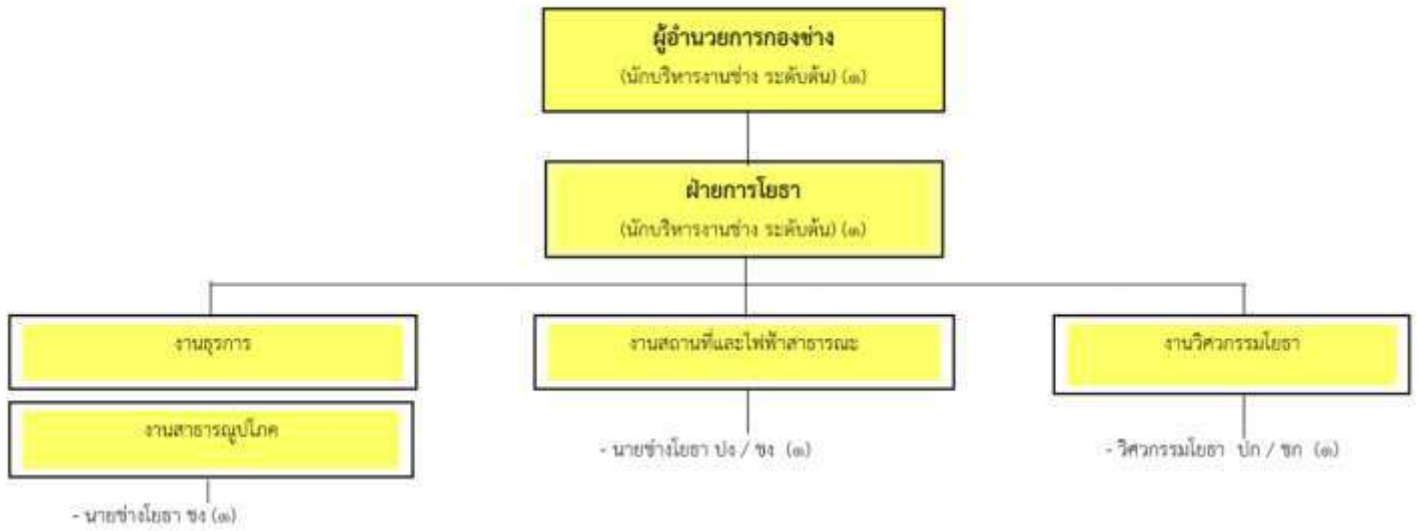 ผู้อำนวยการกองช่าง
(นักบริหารงานช่าง ระดับต้น) (๑)
ฝ่ายการโยธา
(นักบริหารงานช่าง ระดับต้น) (๑)
งานธุรการ
งานสถานที่และไฟฟ้าสาธารณะ
งานวิศวกรรมโยธา
งานสาธารณูปโภค
- นายช่างโยธา ปง / ชง (๑)
- วิศวกรรมโยธา ปก / ชก (๑)
- นายช่างโยธา ชง (๑)